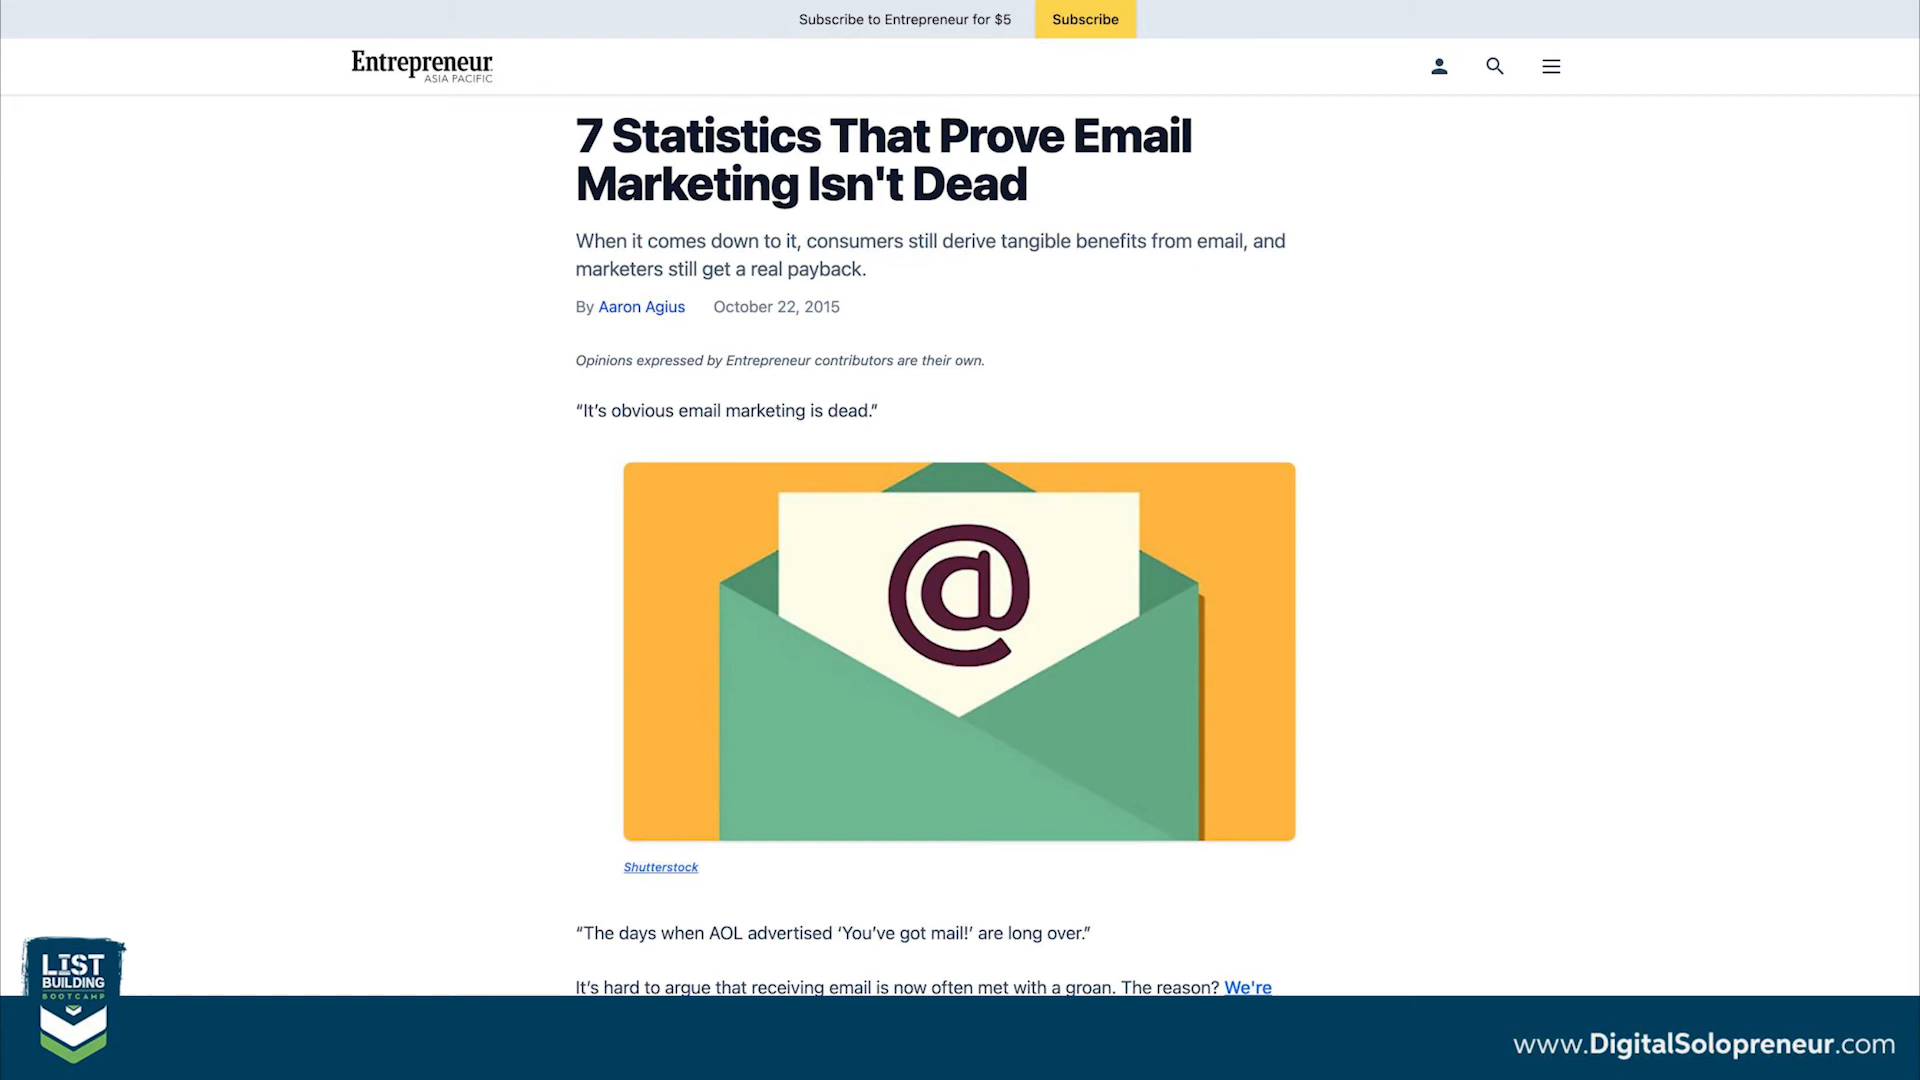 Subscribe to Entrepreneur for $5
Subscribe
Entrepreneur
ASIA PACIFIC
7 Statistics That Prove Email
Marketing Isn't Dead
When it comes down to it, consumers still derive tangible benefits from email, and
marketers still get a real payback.
By Aaron Agius October 22, 2015
Opinions expressed by Entrepreneur contributors are their own.
“It’s obvious email marketing is dead.”
@
Shutterstock
“The days when AOL advertised ‘You’ve got mail!’ are long over.”
It’s hard to argue that receiving email is now often met with a groan. The reason? We're
LIST
BUILDING
BOOTCAMP
www.DigitalSolopreneur.com